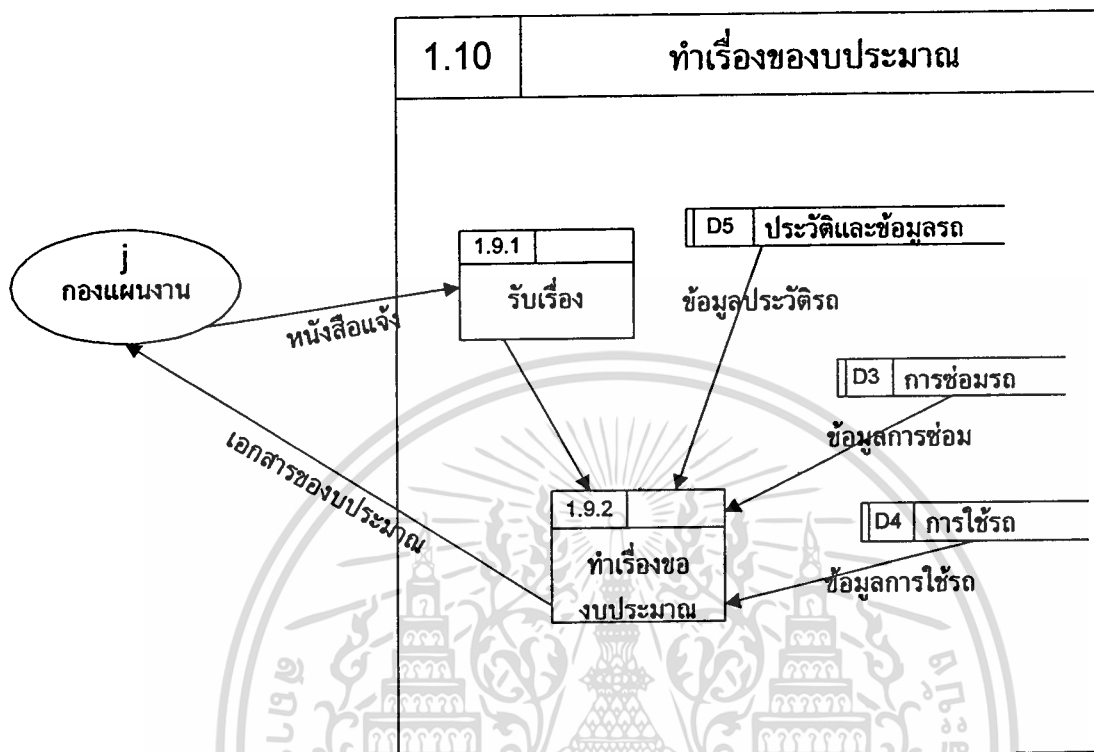 1.10
ทำเรื่องของบประมาณ
j
กองแผนงาน
หนังสือแจ้ง
1.9.1
รับเรื่อง
D5
ประวัติและข้อมูลรถ
ข้อมูลประวัติรถ
D3
การซ่อมรถ
ข้อมูลการซ่อม
เอกสารของบประมาณ
1.9.2
ทำเรื่องขอ
งบประมาณ
D4
การใช้รถ
ข้อมูลการใช้รถ